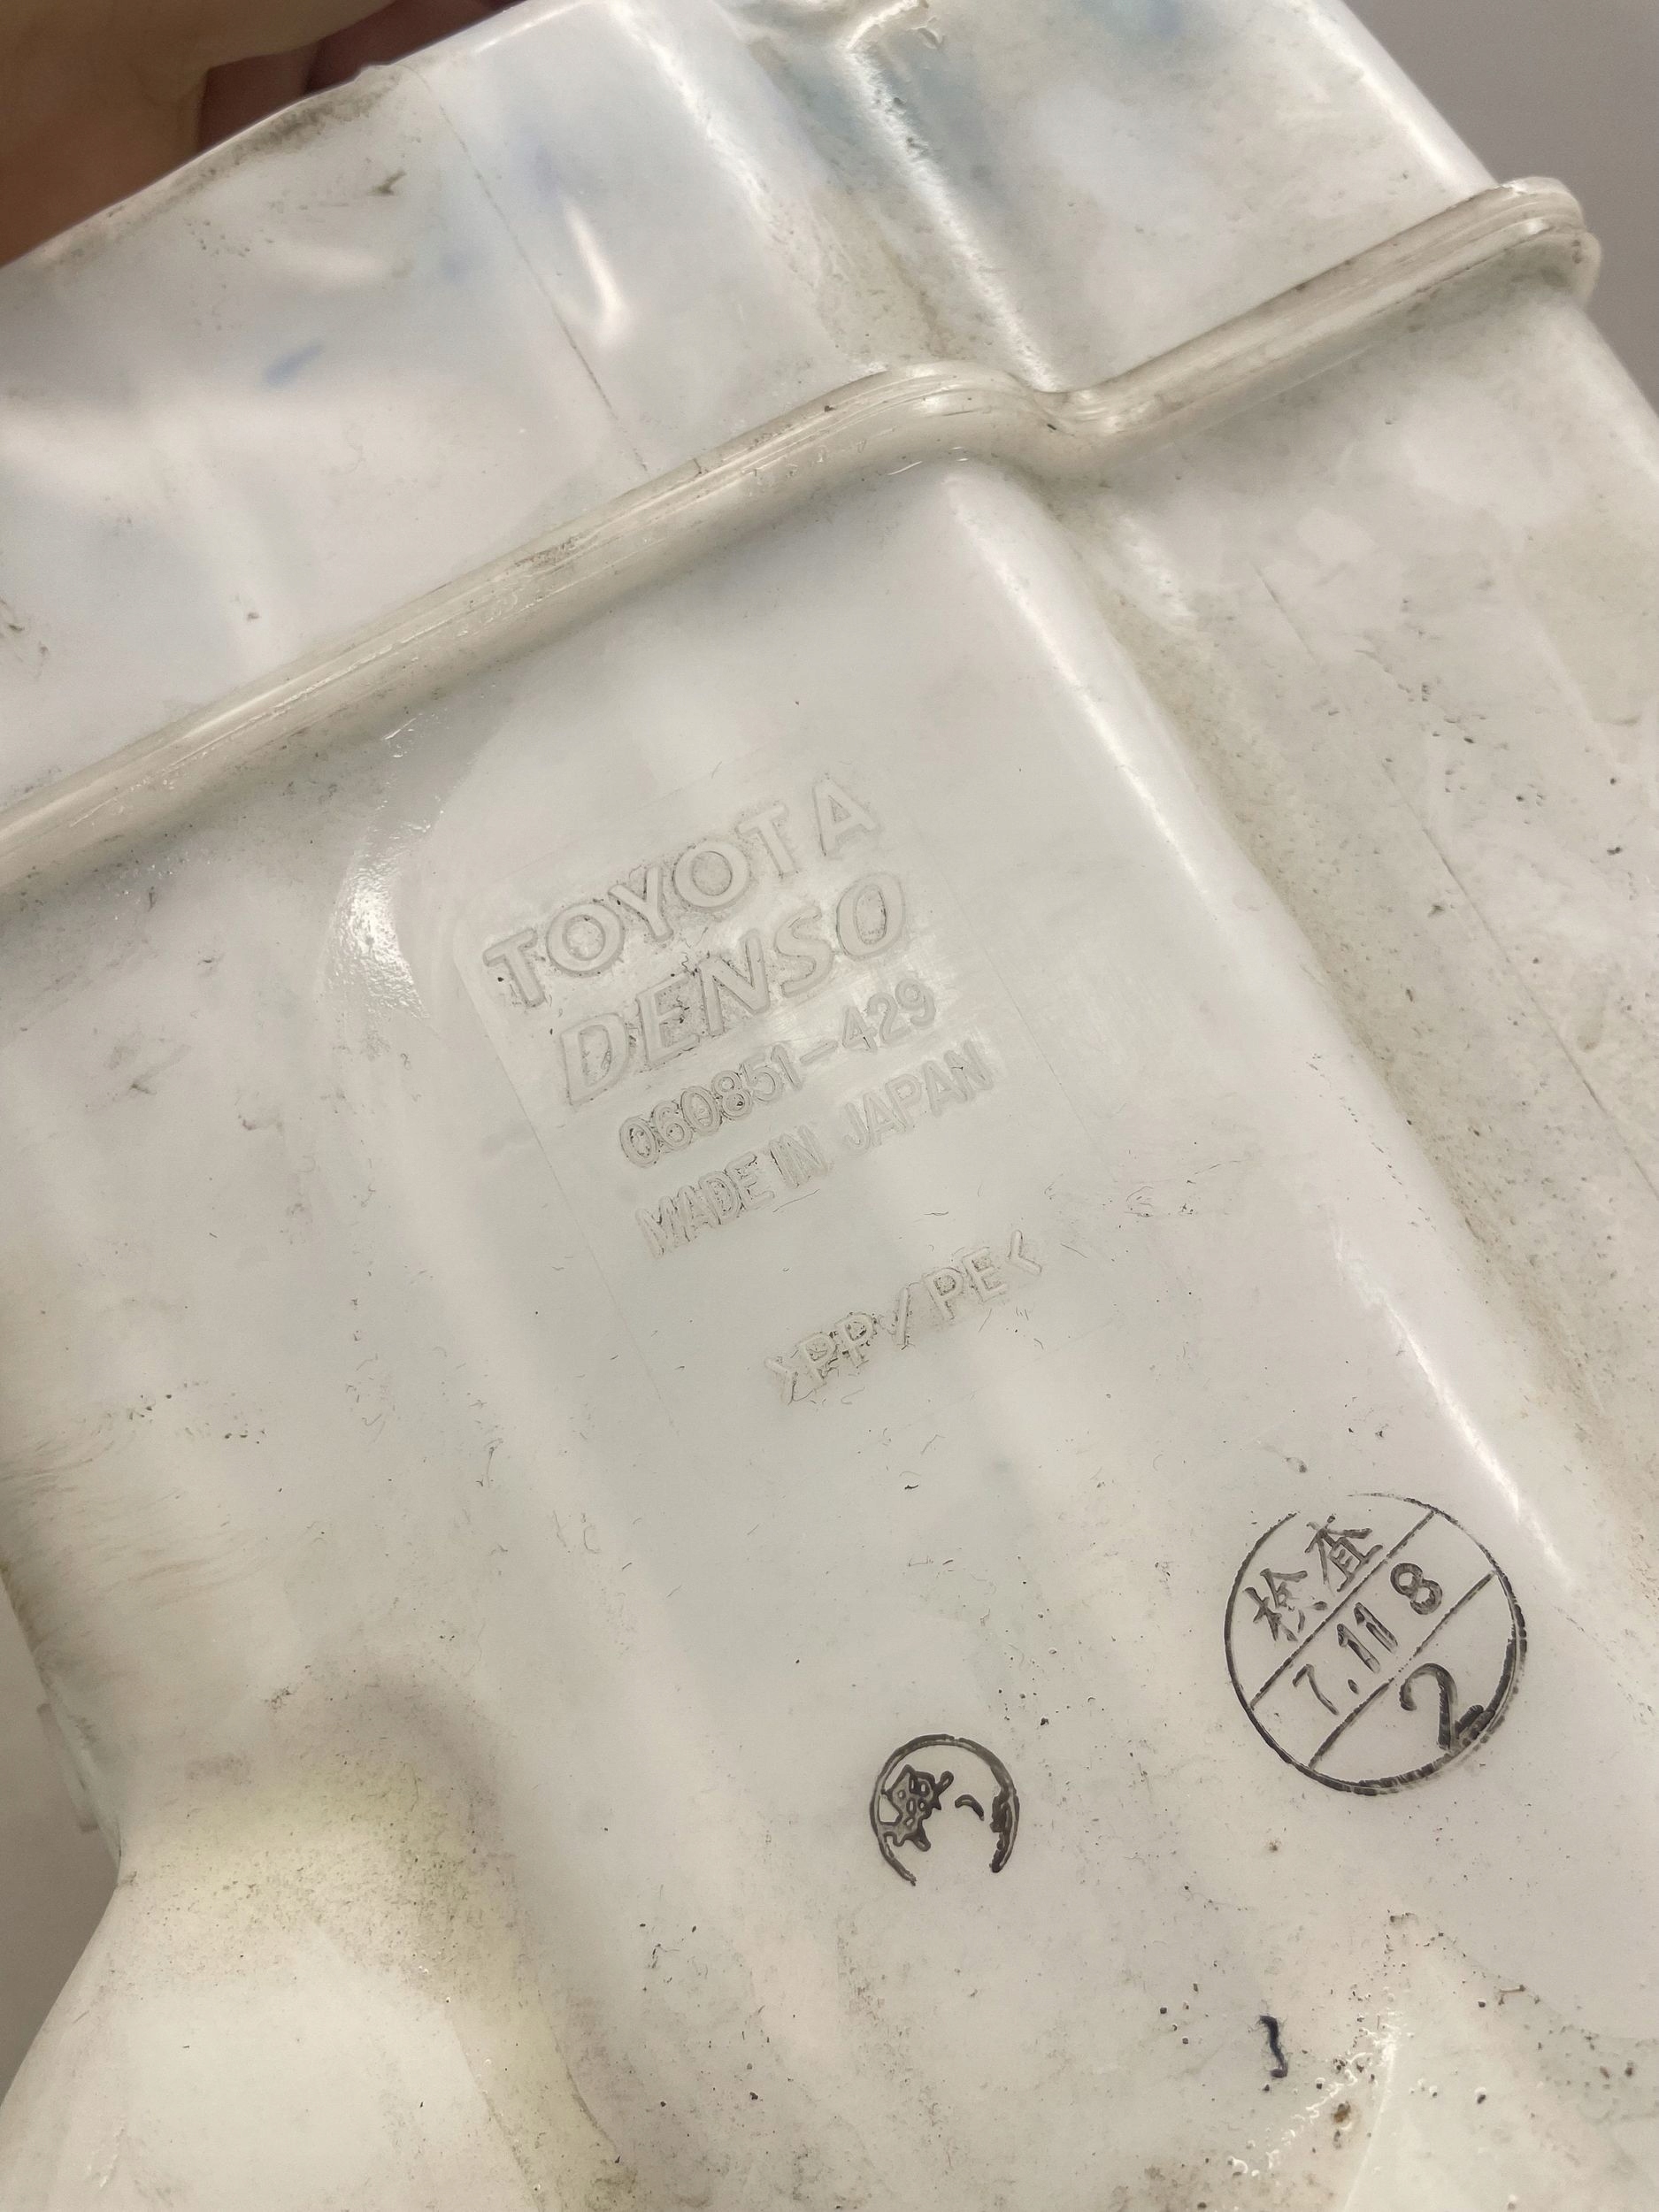 TOYOTA
DENSO
060851-429
MADE IN JAPAN
>PP/PE<
検査
7.11 8
2